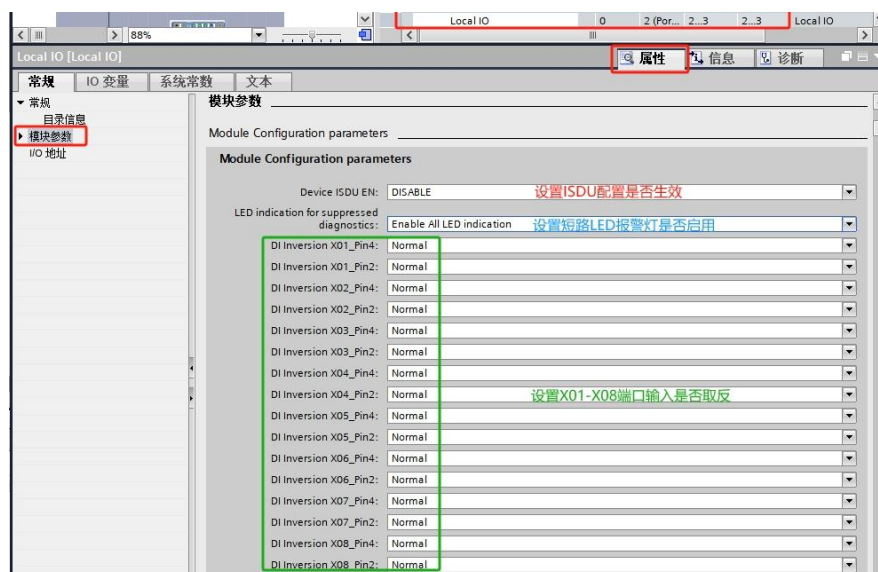 Local IO 0 2 (Por... 2...3 2...3 Local IO
88%
Local IO [Local IO] 属性 信息 诊断
常规 IO 变量 系统常数 文本
常规
目录信息
模块参数
I/O 地址
模块参数
Module Configuration parameters
Module Configuration parameters
Device ISDU EN: DISABLE 设置ISDU配置是否生效
LED indication for suppressed
diagnostics: Enable All LED indication 设置短路LED报警灯是否启用
DI Inversion X01_Pin4: Normal
DI Inversion X01_Pin2: Normal
DI Inversion X02_Pin4: Normal
DI Inversion X02_Pin2: Normal
DI Inversion X03_Pin4: Normal
DI Inversion X03_Pin2: Normal
DI Inversion X04_Pin4: Normal
DI Inversion X04_Pin2: Normal 设置X01-X08端口输入是否取反
DI Inversion X05_Pin4: Normal
DI Inversion X05_Pin2: Normal
DI Inversion X06_Pin4: Normal
DI Inversion X06_Pin2: Normal
DI Inversion X07_Pin4: Normal
DI Inversion X07_Pin2: Normal
DI Inversion X08_Pin4: Normal
DI Inversion X08_Pin2: Normal